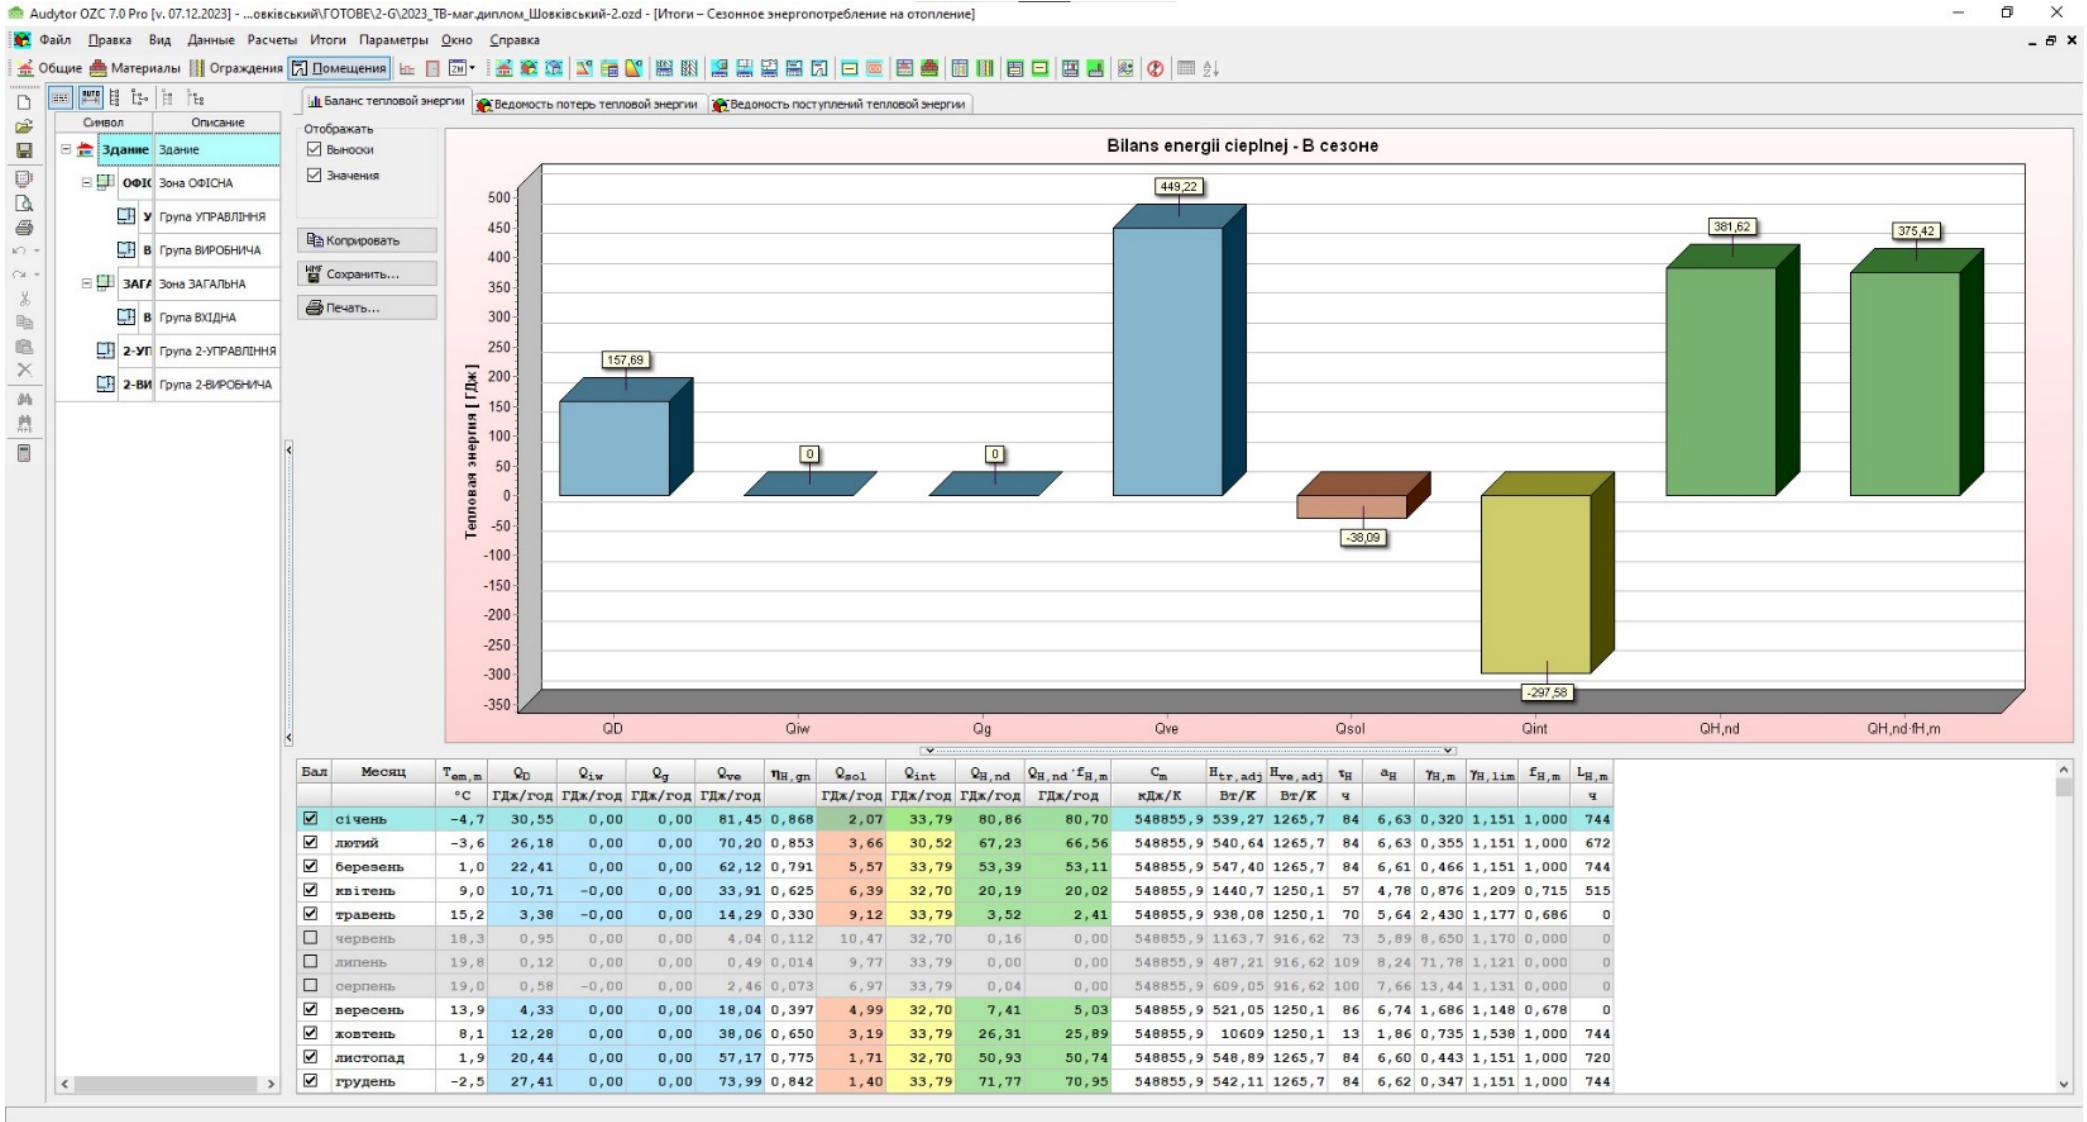 Audytor OZC 7.0 Pro [v. 07.12.2023] - ...овківський\ГОТОВЕ\2-G\2023_ТВ-маг.диплом_Шовківський-2.ozd - [Итоги – Сезонное энергопотребление на отопление]
Файл Правка Вид Данные Расчеты Итоги Параметры Окно Справка
Общие Материалы Ограждения Помещения
Баланс тепловой энергии Ведомость потерь тепловой энергии Ведомость поступлений тепловой энергии
Символ Описание
Здание Здание
ОФІС Зона ОФІСНА
У Група УПРАВЛІННЯ
В Група ВИРОБНИЧА
ЗАГА Зона ЗАГАЛЬНА
В Група ВХІДНА
2-УП Група 2-УПРАВЛІННЯ
2-ВИ Група 2-ВИРОБНИЧА
Отображать
Выноски
Значения
Коприровать
Сохранить...
Печать...
Bilans energii cieplnej - В сезоне
Тепловая энергия [ ГДж ]
500
450
400
350
300
250
200
150
100
50
0
-50
-100
-150
-200
-250
-300
-350
157,69
0
0
449,22
-38,09
-297,58
381,62
375,42
QD Qiw Qg Qve Qsol Qint QH,nd QH,nd·fH,m
Бал Месяц Tem,m QD Qiw Qg Qve ηH,gn Qsol Qint QH,nd QH,nd·fH,m Cm Htr,adj Hve,adj τH aH γH,m γH,lim fH,m LH,m
°C ГДж/год ГДж/год ГДж/год ГДж/год ГДж/год ГДж/год ГДж/год ГДж/год кДж/К Вт/К Вт/К ч ч
січень -4,7 30,55 0,00 0,00 81,45 0,868 2,07 33,79 80,86 80,70 548855,9 539,27 1265,7 84 6,63 0,320 1,151 1,000 744
лютий -3,6 26,18 0,00 0,00 70,20 0,853 3,66 30,52 67,23 66,56 548855,9 540,64 1265,7 84 6,63 0,355 1,151 1,000 672
березень 1,0 22,41 0,00 0,00 62,12 0,791 5,57 33,79 53,39 53,11 548855,9 547,40 1265,7 84 6,61 0,466 1,151 1,000 744
квітень 9,0 10,71 -0,00 0,00 33,91 0,625 6,39 32,70 20,19 20,02 548855,9 1440,7 1250,1 57 4,78 0,876 1,209 0,715 515
травень 15,2 3,38 -0,00 0,00 14,29 0,330 9,12 33,79 3,52 2,41 548855,9 938,08 1250,1 70 5,64 2,430 1,177 0,686 0
червень 18,3 0,95 0,00 0,00 4,04 0,112 10,47 32,70 0,16 0,00 548855,9 1163,7 916,62 73 5,89 8,650 1,170 0,000 0
липень 19,8 0,12 0,00 0,00 0,49 0,014 9,77 33,79 0,00 0,00 548855,9 487,21 916,62 109 8,24 71,78 1,121 0,000 0
серпень 19,0 0,58 -0,00 0,00 2,46 0,073 6,97 33,79 0,04 0,00 548855,9 609,05 916,62 100 7,66 13,44 1,131 0,000 0
вересень 13,9 4,33 0,00 0,00 18,04 0,397 4,99 32,70 7,41 5,03 548855,9 521,05 1250,1 86 6,74 1,686 1,148 0,678 0
жовтень 8,1 12,28 0,00 0,00 38,06 0,650 3,19 33,79 26,31 25,89 548855,9 10609 1250,1 13 1,86 0,735 1,538 1,000 744
листопад 1,9 20,44 0,00 0,00 57,17 0,775 1,71 32,70 50,93 50,74 548855,9 548,89 1265,7 84 6,60 0,443 1,151 1,000 720
грудень -2,5 27,41 0,00 0,00 73,99 0,842 1,40 33,79 71,77 70,95 548855,9 542,11 1265,7 84 6,62 0,347 1,151 1,000 744